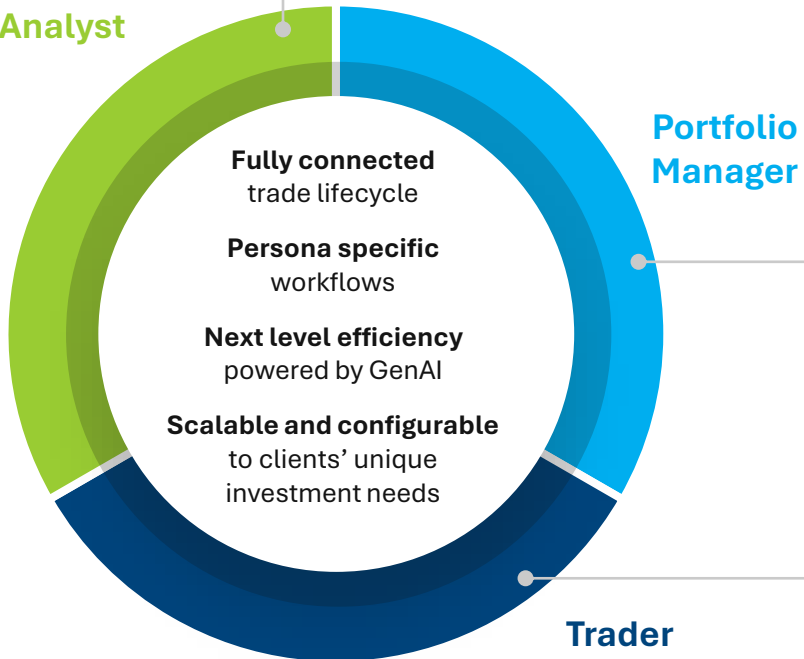 Analyst
Portfolio
Manager
Fully connected
trade lifecycle
Persona specific
workflows
Next level efficiency
powered by GenAI
Scalable and configurable
to clients’ unique
investment needs
Trader